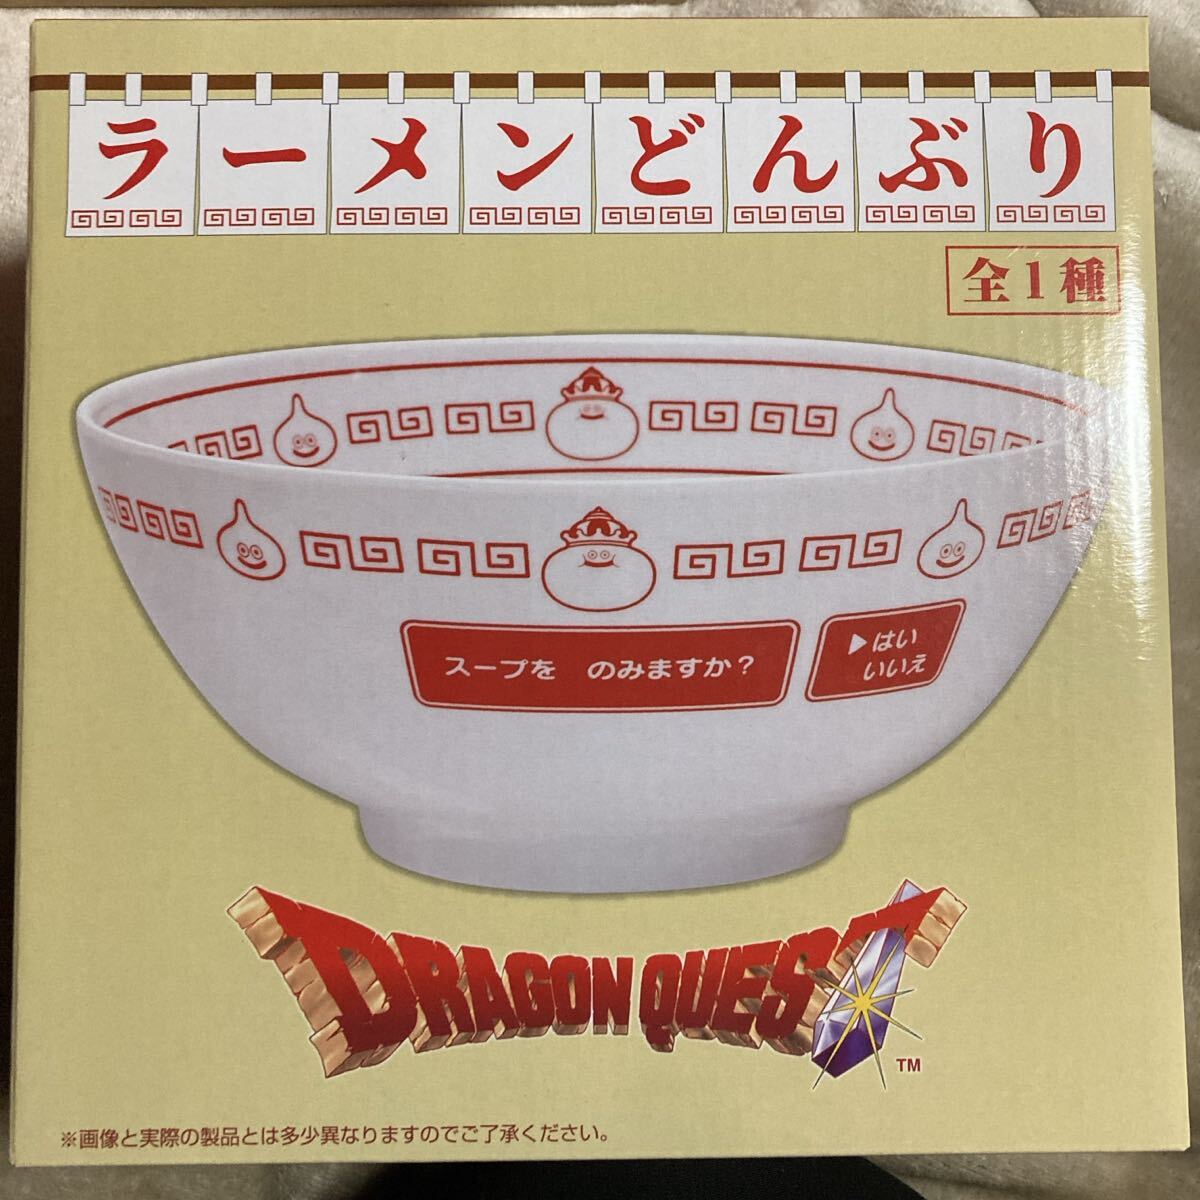 ラーメンどんぶり
全1種
スープを のみますか?
▶はい
いいえ
DRAGON QUEST
TM
※画像と実際の製品とは多少異なりますのでご了承ください。